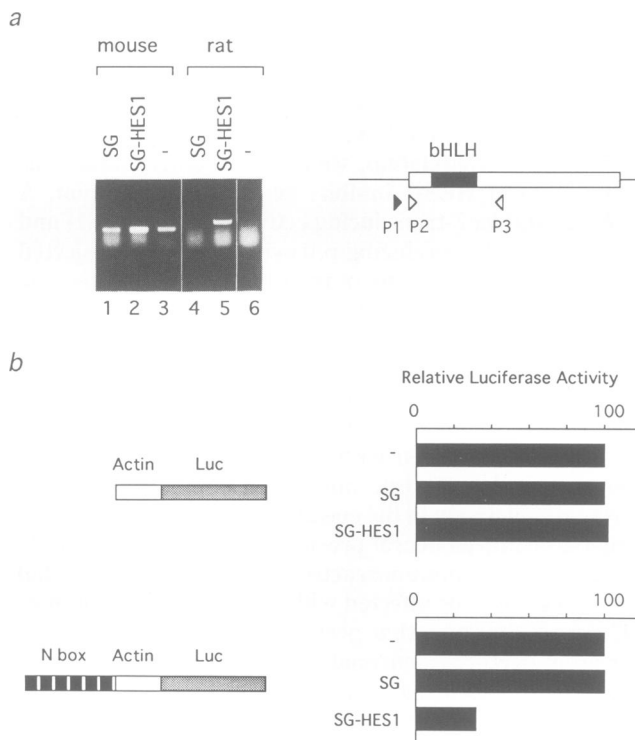 a
mouse rat
SG SG-HES1 - SG SG-HES1 -
1 2 3 4 5 6
bHLH
P1 P2 P3
b
Relative Luciferase Activity
0 100
Actin Luc
-
SG
SG-HES1
0 100
N box Actin Luc
-
SG
SG-HES1